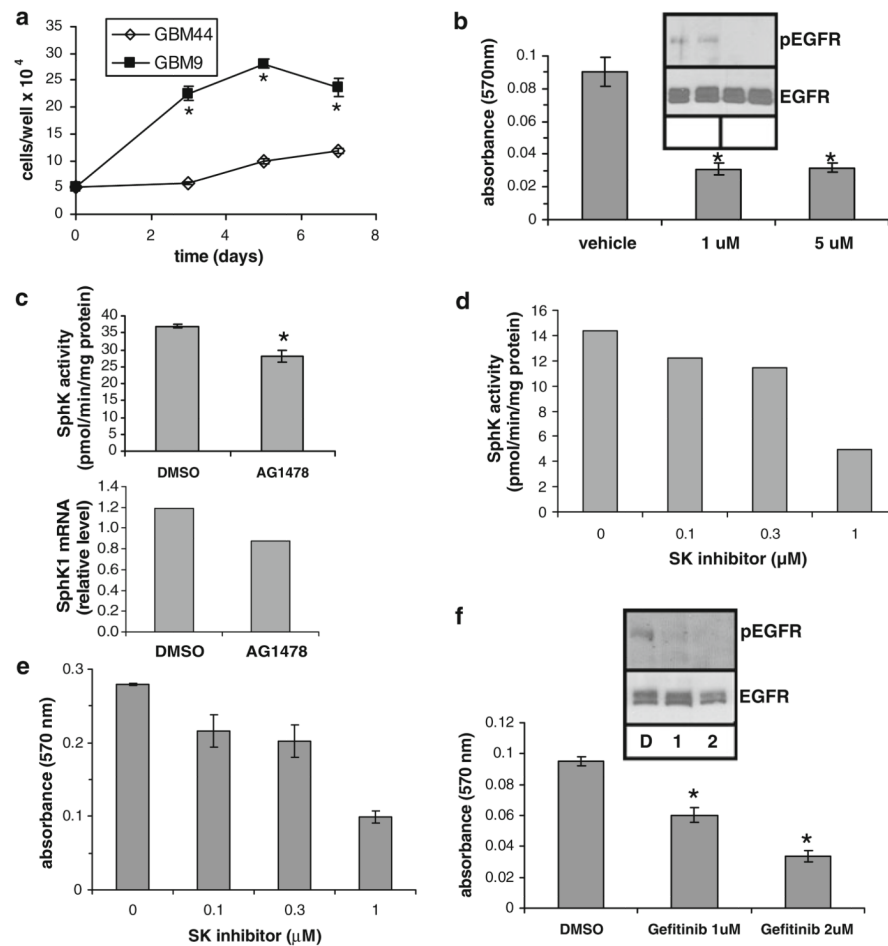 a
GBM44
GBM9
cells/well x 10⁴
35
30
25
20
15
10
5
0
*
*
*
0 2 4 6 8
time (days)
b
pEGFR
EGFR
absorbance (570nm)
0.1
0.08
0.06
0.04
0.02
0
*
*
vehicle 1 uM 5 uM
c
SphK activity
(pmol/min/mg protein)
40
35
30
25
20
15
10
5
0
*
DMSO AG1478
SphK1 mRNA
(relative level)
1.4
1.2
1.0
0.8
0.6
0.4
0.2
0.0
DMSO AG1478
d
SphK activity
(pmol/min/mg protein)
16
14
12
10
8
6
4
2
0
0 0.1 0.3 1
SK inhibitor (µM)
e
absorbance (570 nm)
0.3
0.2
0.1
0
0 0.1 0.3 1
SK inhibitor (µM)
f
pEGFR
EGFR
D 1 2
absorbance (570 nm)
0.12
0.1
0.08
0.06
0.04
0.02
0
*
*
DMSO Gefitinib 1uM Gefitinib 2uM